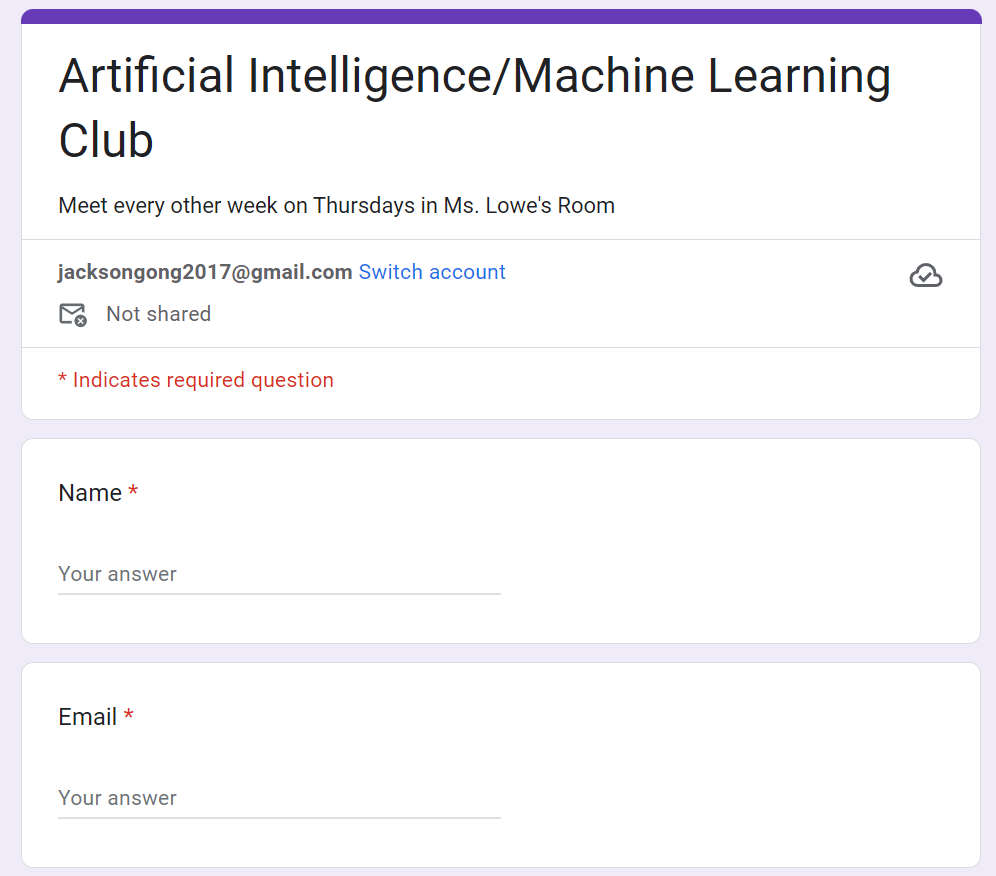 Artificial Intelligence/Machine Learning
Club
Meet every other week on Thursdays in Ms. Lowe's Room
jacksongong2017@gmail.com Switch account
Not shared
* Indicates required question
Name *
Your answer
Email *
Your answer